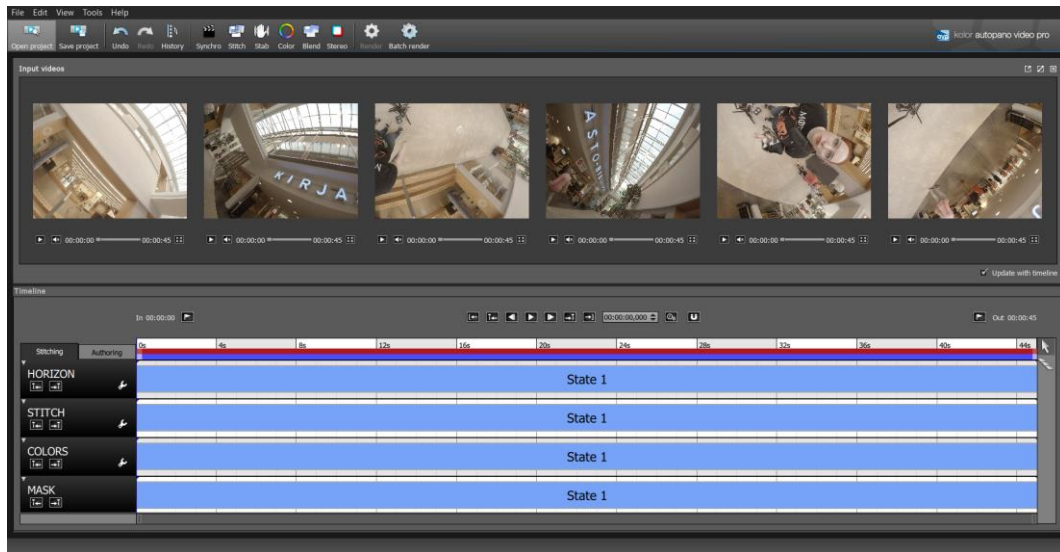 File Edit View Tools Help
Open project Save project Undo Redo History Synchro Stitch Stab Color Blend Stereo Render Batch render
kolor autopano video pro
Input videos
KIRJA
ASTO
00:00:00 00:00:45 00:00:00 00:00:45 00:00:00 00:00:45 00:00:00 00:00:45 00:00:00 00:00:45 00:00:00 00:00:45
Update with timeline
Timeline
In 00:00:00 00:00:00,000 Out 00:00:45
Stitching Authoring 0s 4s 8s 12s 16s 20s 24s 28s 32s 36s 40s 44s
HORIZON State 1
STITCH State 1
COLORS State 1
MASK State 1